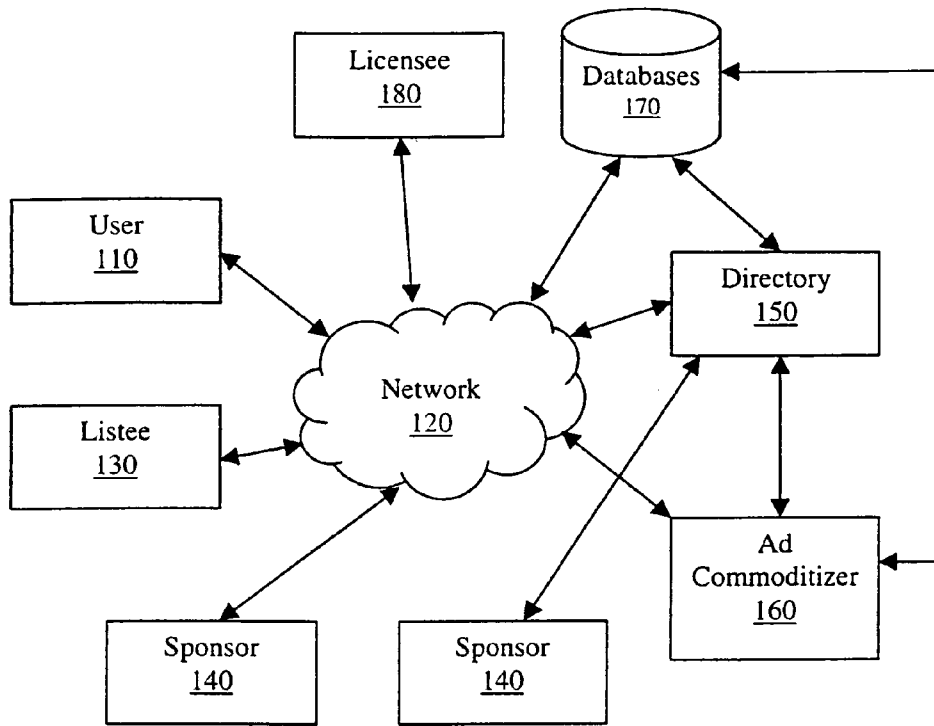 Licensee
180
Databases
170
User
110
Directory
150
Network
120
Listee
130
Ad
Commoditizer
160
Sponsor
140
Sponsor
140